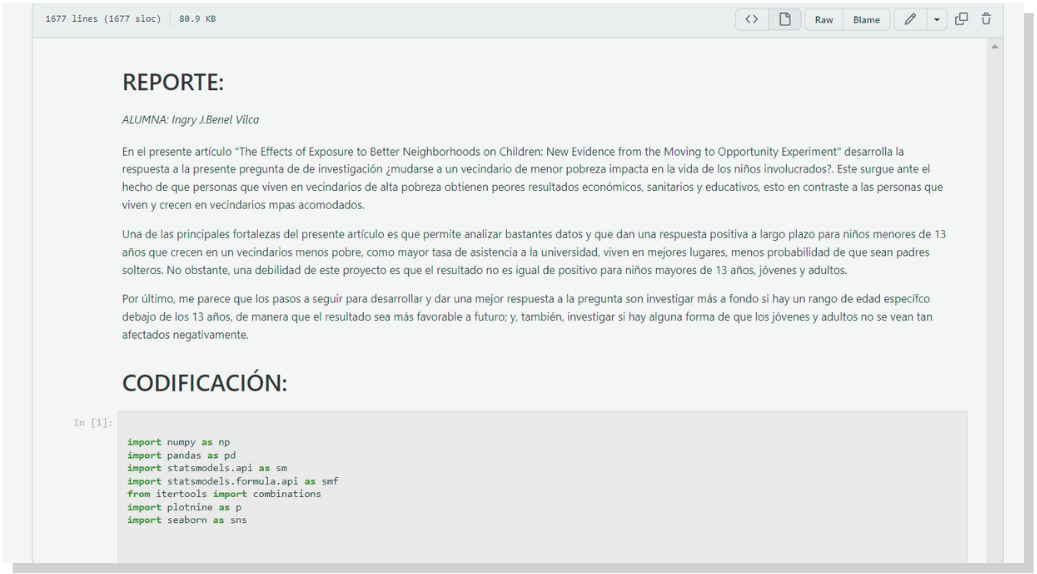 1677 lines (1677 sloc) 80.9 KB
<> Raw Blame
REPORTE:
ALUMNA: Ingry J.Benel Vilca
En el presente artículo "The Effects of Exposure to Better Neighborhoods on Children: New Evidence from the Moving to Opportunity Experiment" desarrolla la
respuesta a la presente pregunta de de investigación ¿mudarse a un vecindario de menor pobreza impacta en la vida de los niños involucrados?. Este surge ante el
hecho de que personas que viven en vecindarios de alta pobreza obtienen peores resultados económicos, sanitarios y educativos, esto en contraste a las personas que
viven y crecen en vecindarios mpas acomodados.
Una de las principales fortalezas del presente artículo es que permite analizar bastantes datos y que dan una respuesta positiva a largo plazo para niños menores de 13
años que crecen en un vecindarios menos pobre, como mayor tasa de asistencia a la universidad, viven en mejores lugares, menos probabilidad de que sean padres
solteros. No obstante, una debilidad de este proyecto es que el resultado no es igual de positivo para niños mayores de 13 años, jóvenes y adultos.
Por último, me parece que los pasos a seguir para desarrollar y dar una mejor respuesta a la pregunta son investigar más a fondo si hay un rango de edad específco
debajo de los 13 años, de manera que el resultado sea más favorable a futuro; y, también, investigar si hay alguna forma de que los jóvenes y adultos no se vean tan
afectados negativamente.
CODIFICACIÓN:
In [1]:
import numpy as np
import pandas as pd
import statsmodels.api as sm
import statsmodels.formula.api as smf
from itertools import combinations
import plotnine as p
import seaborn as sns